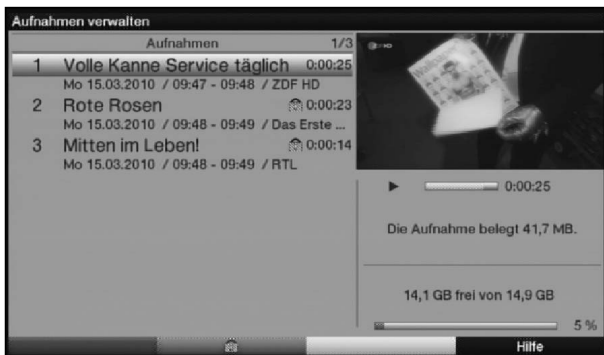 Aufnahmen verwalten
Aufnahmen 1/3
1 Volle Kanne Service täglich 0:00:25
Mo 15.03.2010 / 09:47 - 09:48 / ZDF HD
2 Rote Rosen 0:00:23
Mo 15.03.2010 / 09:48 - 09:49 / Das Erste ...
3 Mitten im Leben! 0:00:14
Mo 15.03.2010 / 09:48 - 09:49 / RTL
0:00:25
Die Aufnahme belegt 41,7 MB.
14,1 GB frei von 14,9 GB
5 %
Hilfe